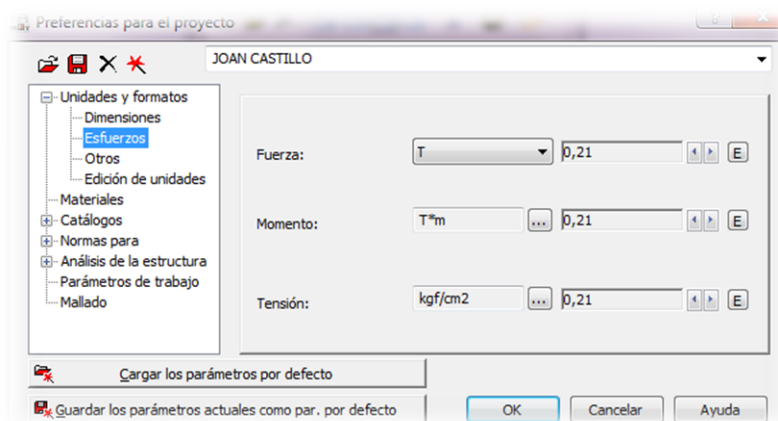 Preferencias para el proyecto
JOAN CASTILLO
Unidades y formatos
Dimensiones
Esfuerzos
Otros
Edición de unidades
Materiales
Catálogos
Normas para
Análisis de la estructura
Parámetros de trabajo
Mallado
Fuerza: T 0,21 E
Momento: T*m ... 0,21 E
Tensión: kgf/cm2 ... 0,21 E
Cargar los parámetros por defecto
Guardar los parámetros actuales como par. por defecto
OK Cancelar Ayuda